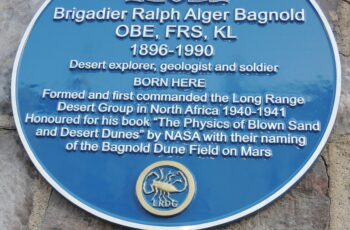 Brigadier Ralph Alger Bagnold
OBE, FRS, KL
1896-1990
Desert explorer, geologist and soldier
BORN HERE
Formed and first commanded the Long Range
Desert Group in North Africa 1940-1941
Honoured for his book "The Physics of Blown Sand
and Desert Dunes" by NASA with their naming
of the Bagnold Dune Field on Mars
LRDG